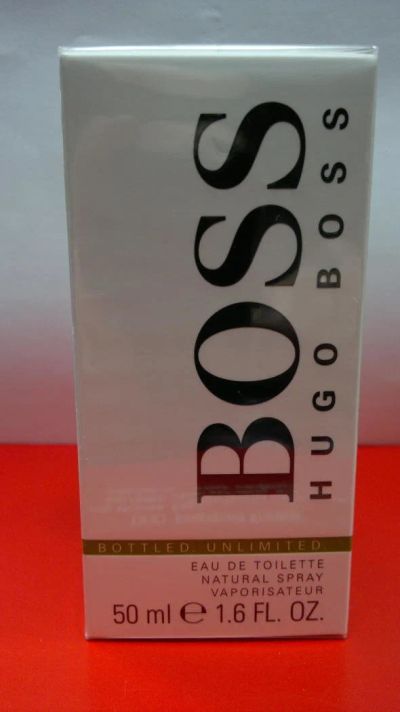 BOSS
HUGO BOSS
BOTTLED. UNLIMITED.
EAU DE TOILETTE
NATURAL SPRAY
VAPORISATEUR
50 ml ℮ 1.6 FL. OZ.